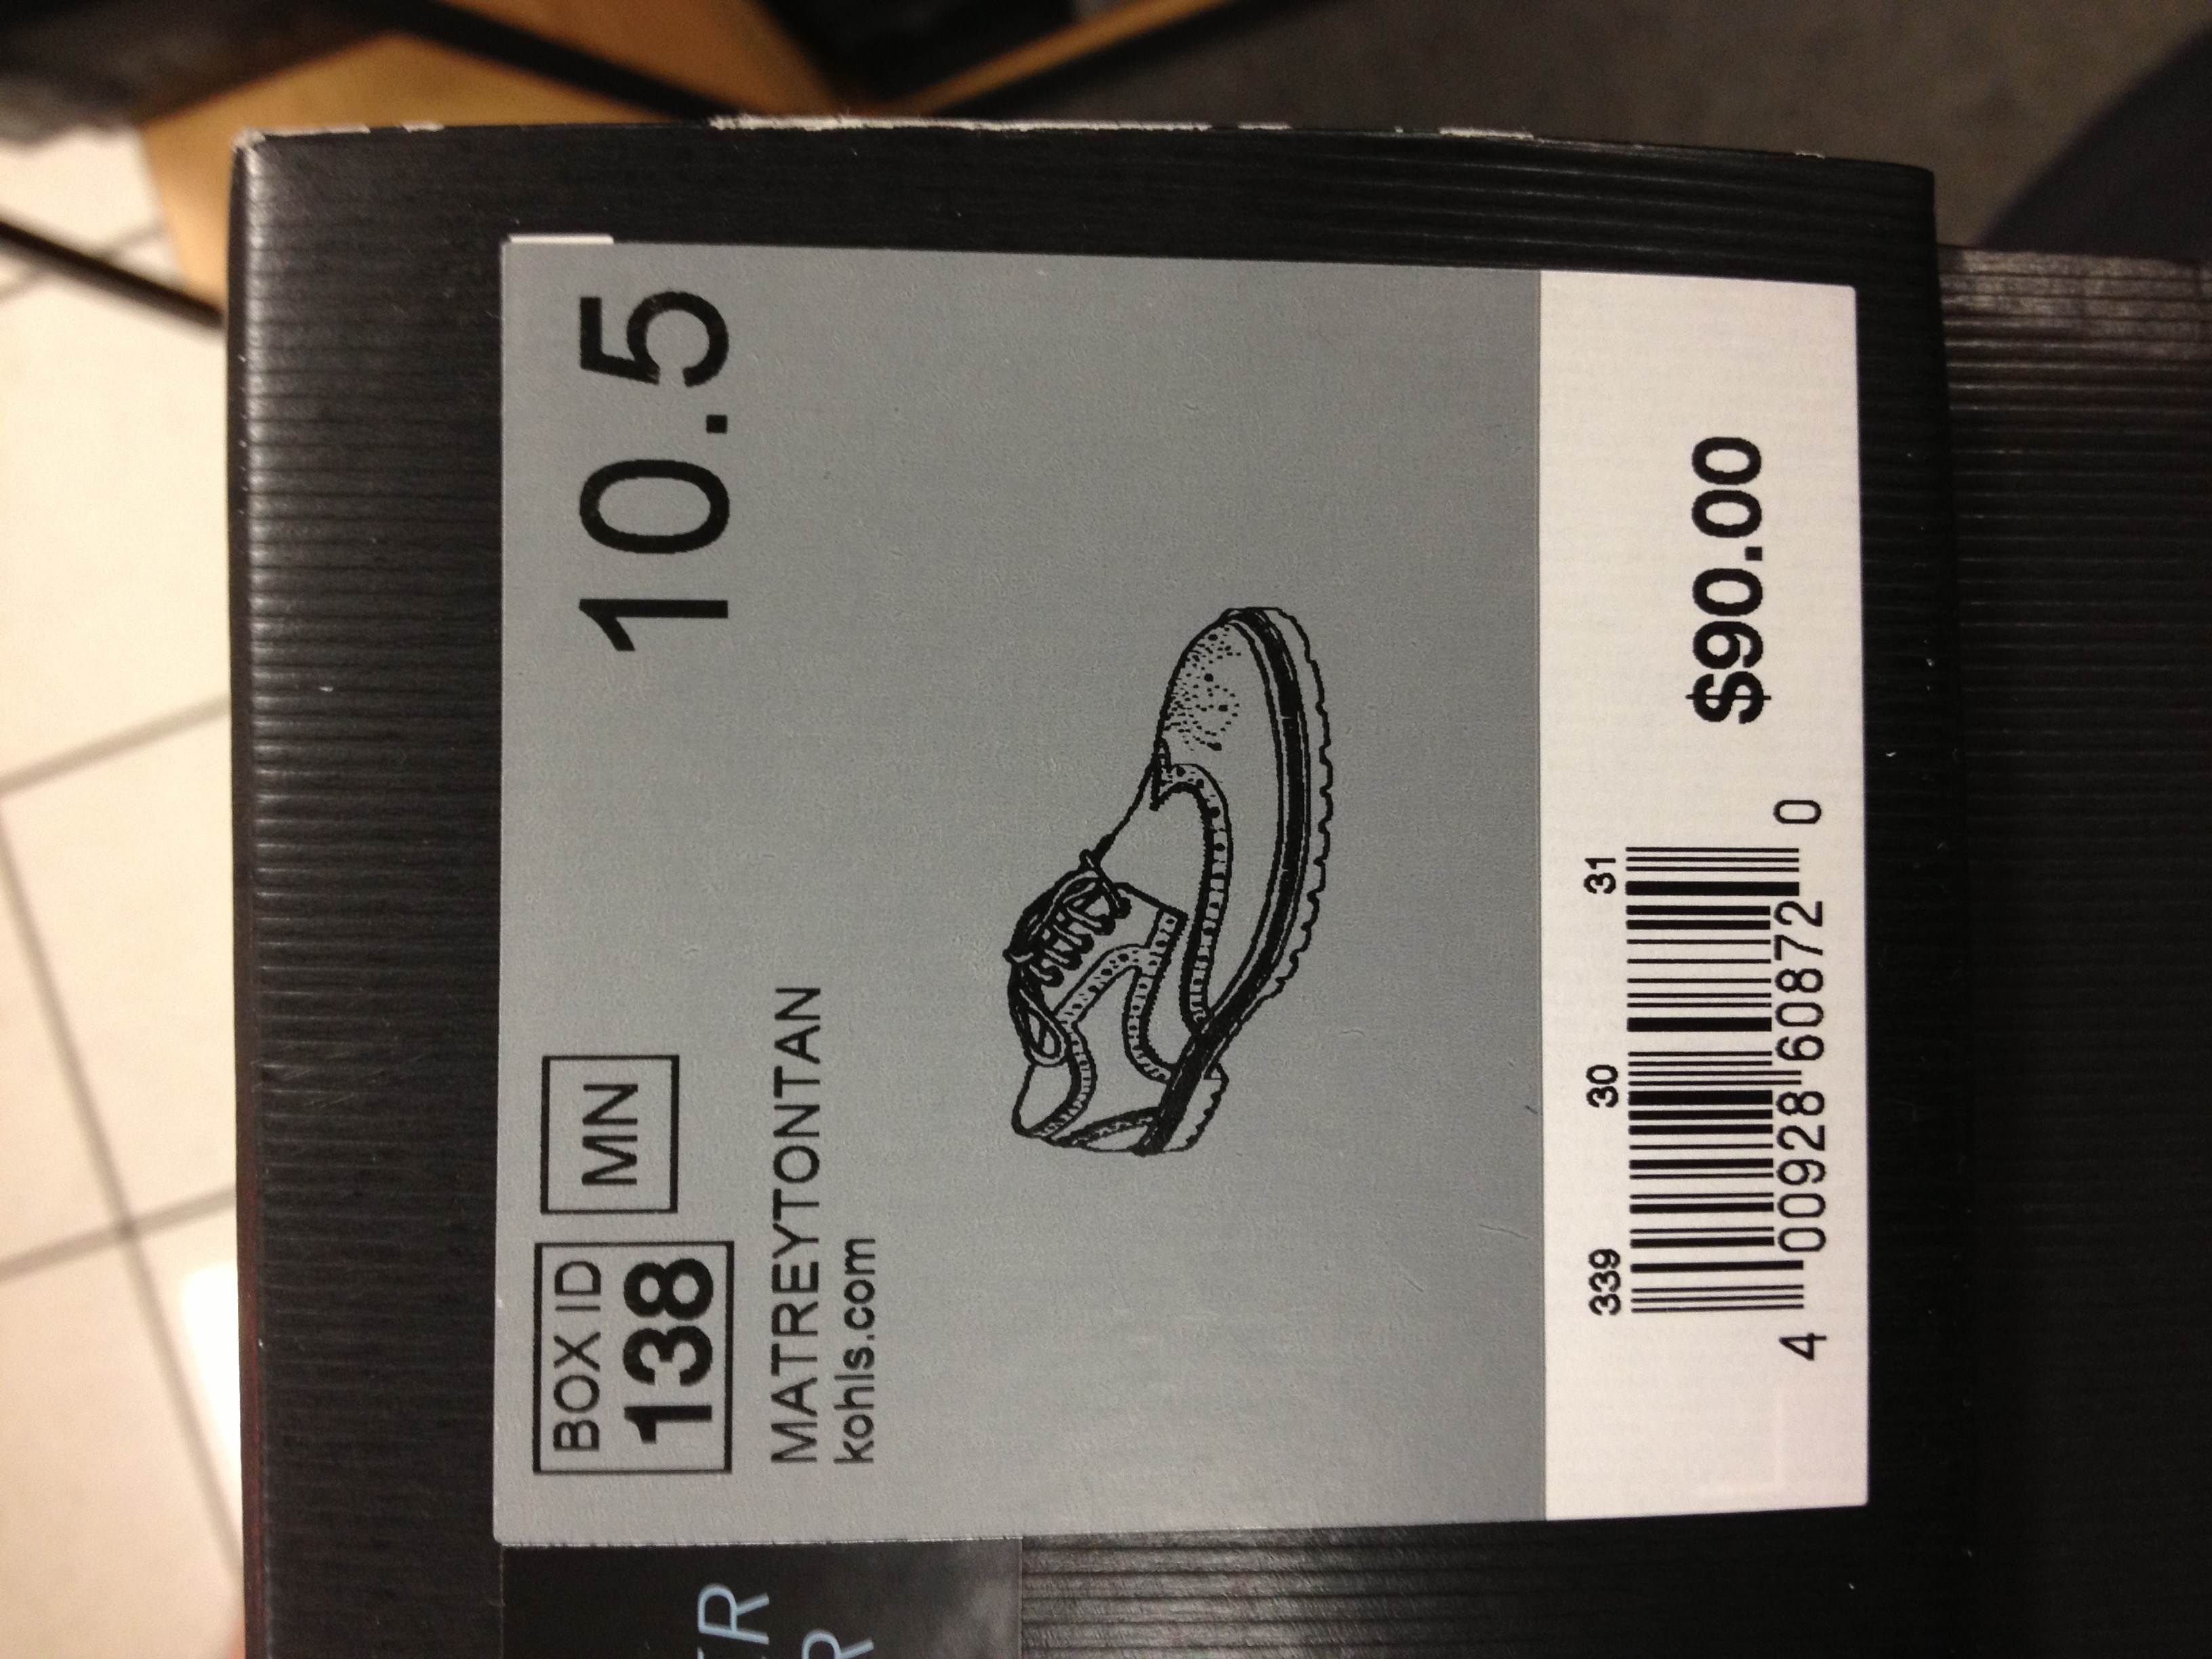 BOX ID
138
MN
10.5
MATREYTONTAN
kohls.com
339 30 31
4 00928 60872 0
$90.00